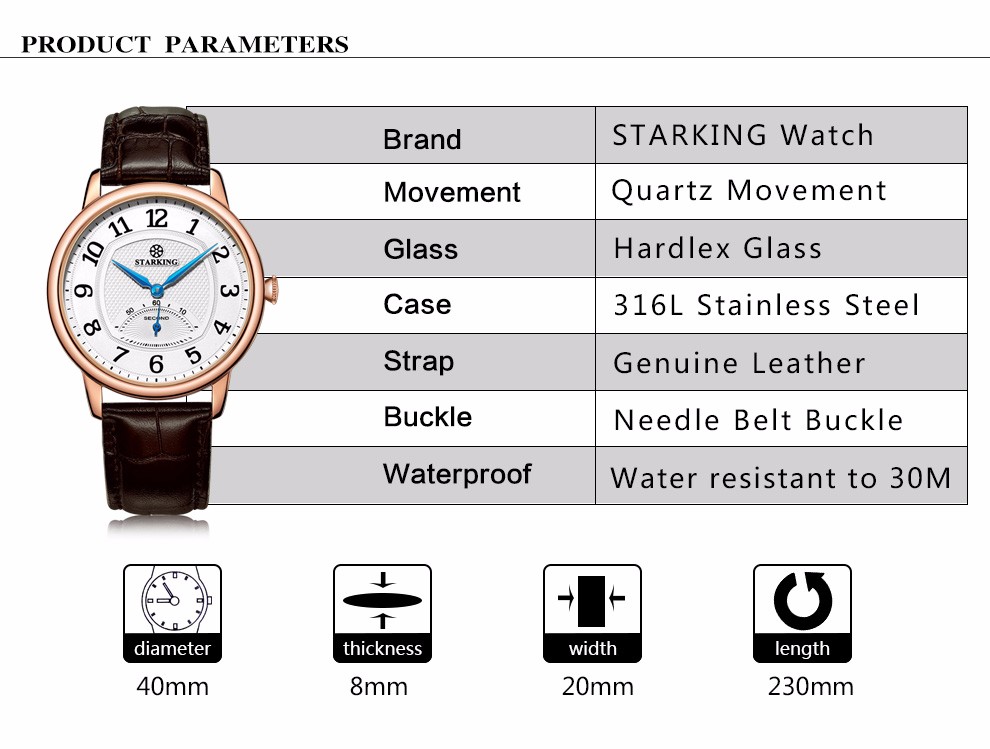 PRODUCT PARAMETERS
Brand STARKING Watch
Movement Quartz Movement
Glass Hardlex Glass
Case 316L Stainless Steel
Strap Genuine Leather
Buckle Needle Belt Buckle
Waterproof Water resistant to 30M
12
11 1
10 2
STARKING
9 3
60
50 70
SECOND
8 4
7 5
6
diameter thickness width length
40mm 8mm 20mm 230mm